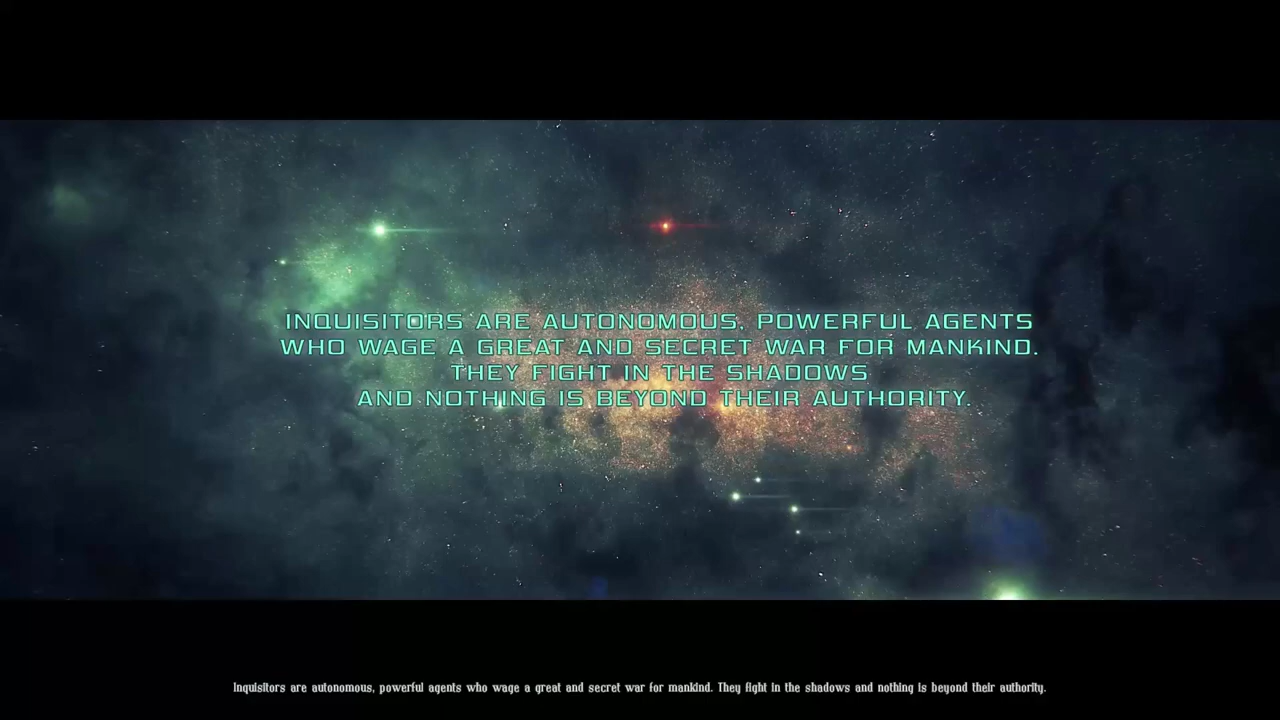 INQUISITORS ARE AUTONOMOUS, POWERFUL AGENTS
WHO WAGE A GREAT AND SECRET WAR FOR MANKIND.
THEY FIGHT IN THE SHADOWS
AND NOTHING IS BEYOND THEIR AUTHORITY.
Inquisitors are autonomous, powerful agents who wage a great and secret war for mankind. They fight in the shadows and nothing is beyond their authority.